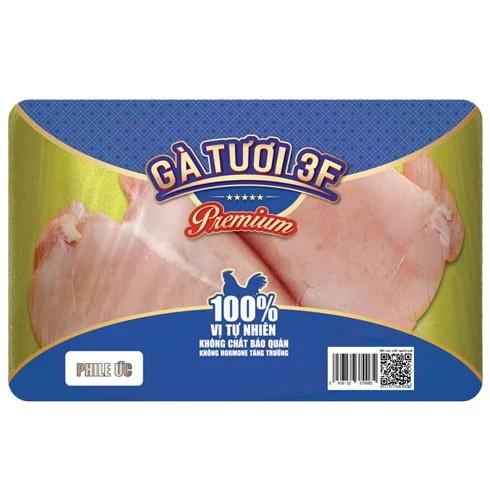 GÀ TƯƠI 3F
Premium
100%
VỊ TỰ NHIÊN
KHÔNG CHẤT BẢO QUẢN
KHÔNG HORMONE TĂNG TRƯỞNG
PHILE ỨC